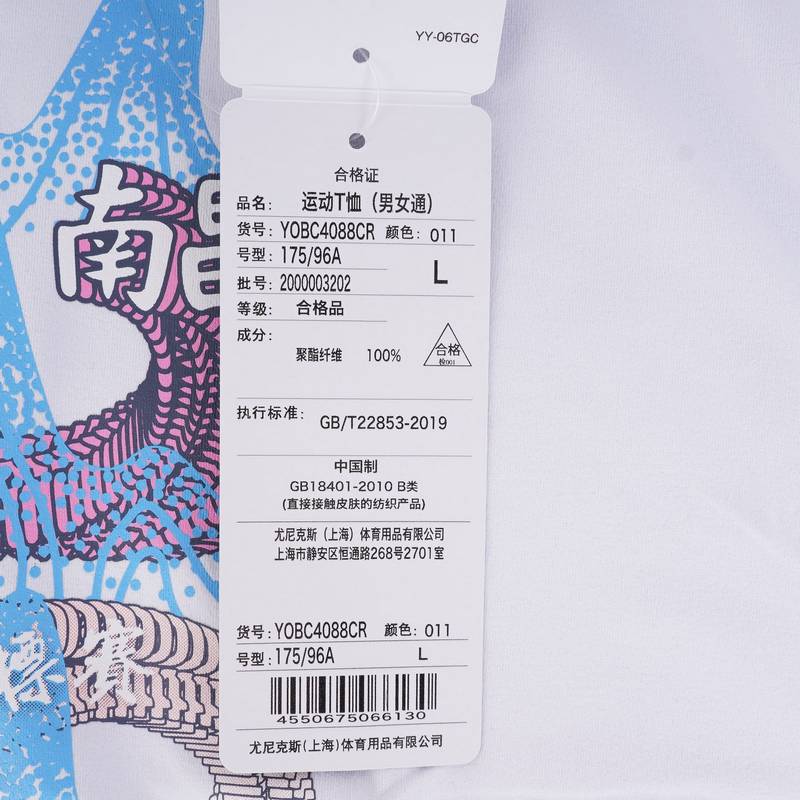 YY-06TGC
合格证
品名： 运动T恤（男女通）
货号： YOBC4088CR 颜色： 011
号型： 175/96A L
批号： 2000003202
等级： 合格品
成分：
聚酯纤维 100%
合格
检001
执行标准： GB/T22853-2019
中国制
GB18401-2010 B类
（直接接触皮肤的纺织产品）
尤尼克斯（上海）体育用品有限公司
上海市静安区恒通路268号2701室
货号： YOBC4088CR 颜色： 011
号型： 175/96A L
4550675066130
尤尼克斯（上海）体育用品有限公司
南昌
赛